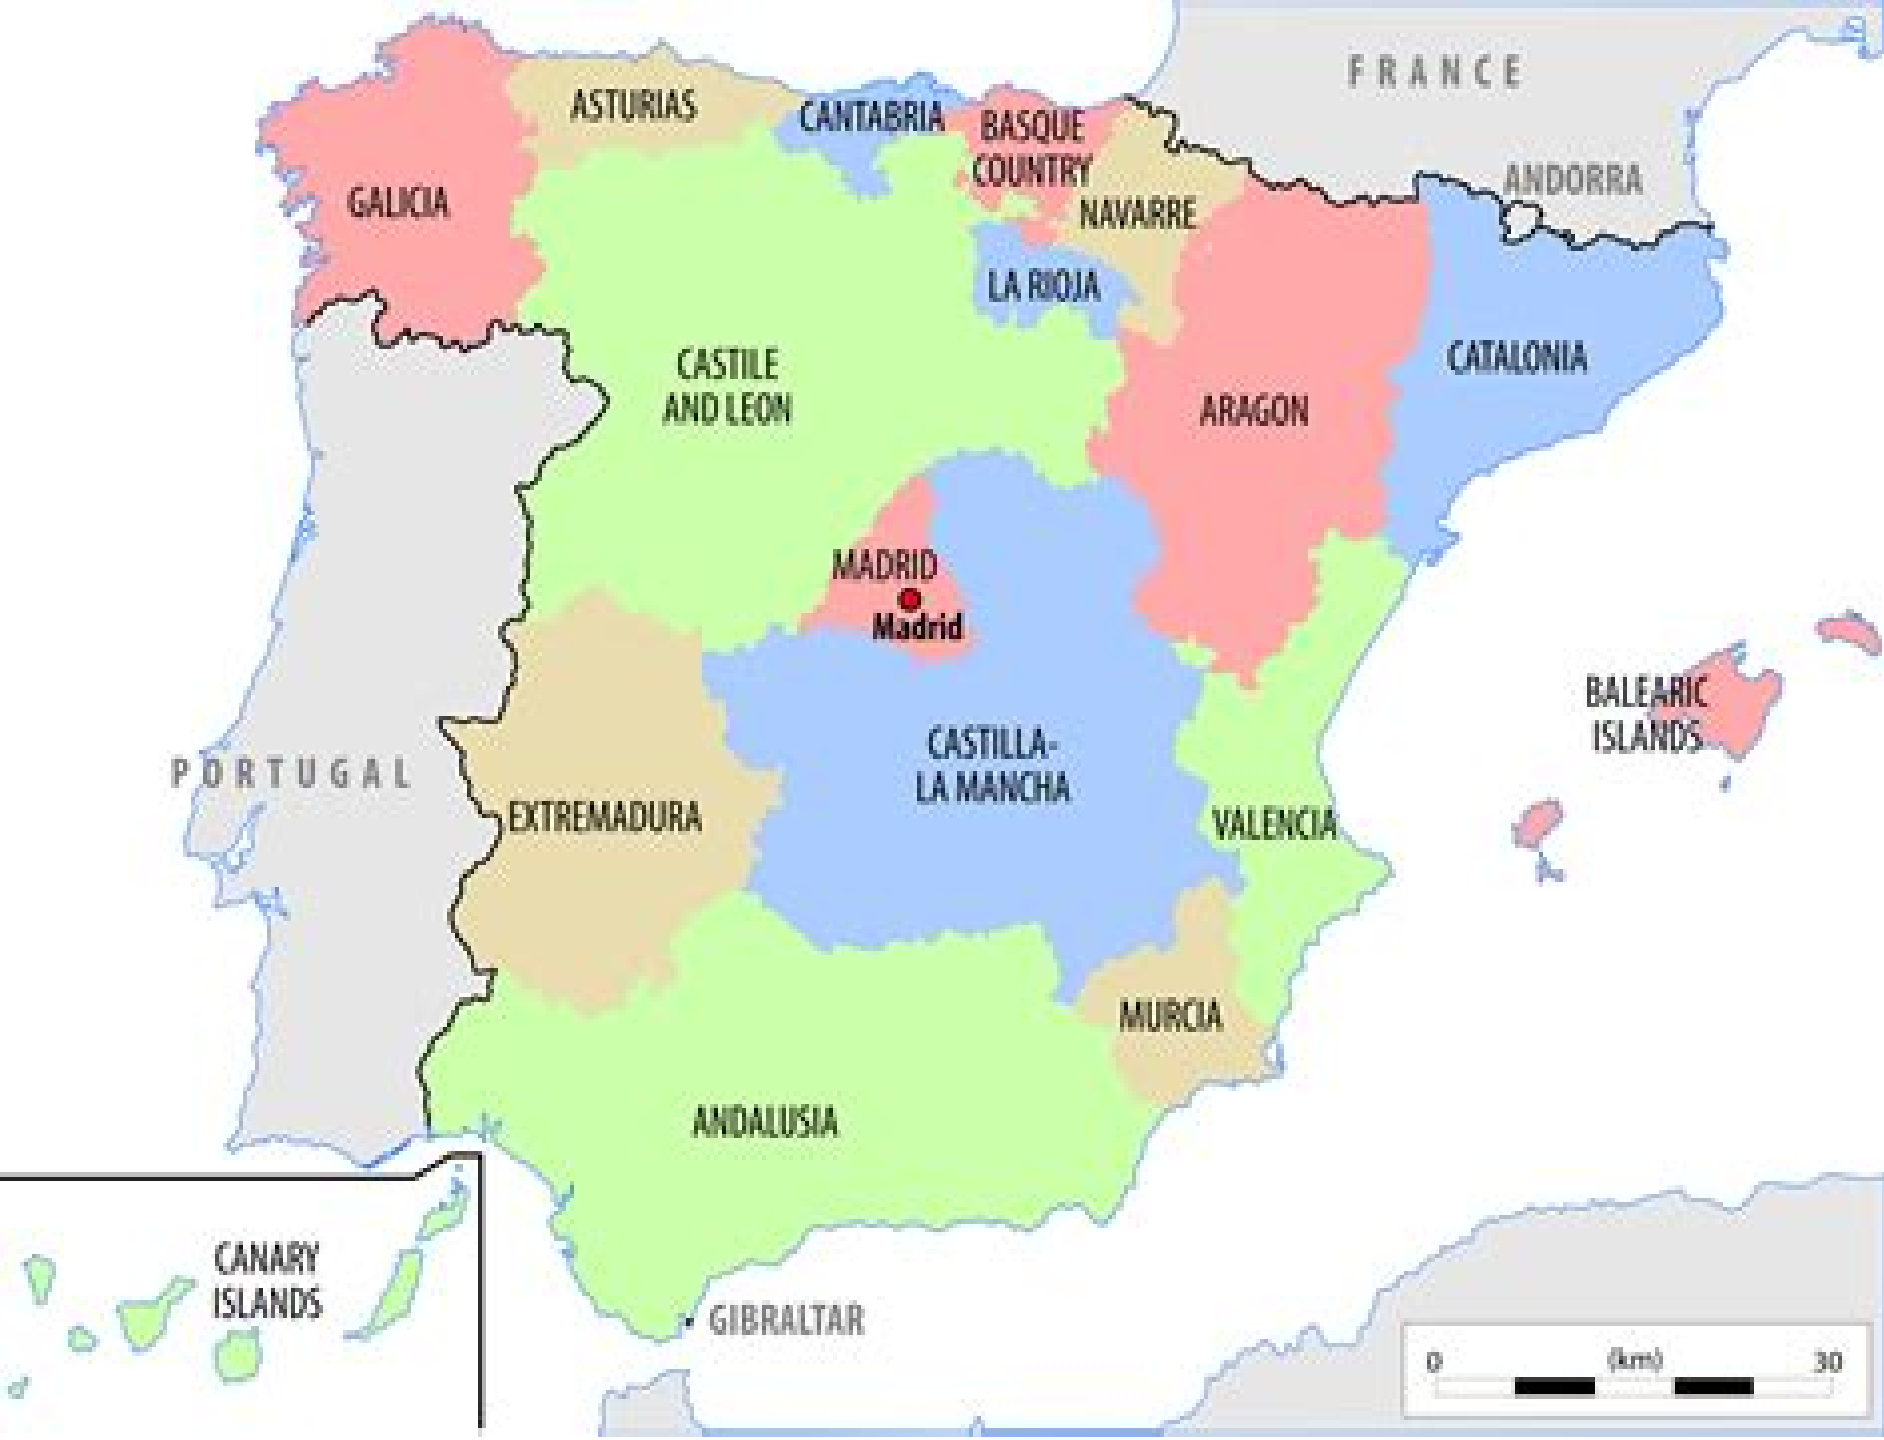 FRANCE
ASTURIAS
CANTABRIA
BASQUE
COUNTRY
ANDORRA
GALICIA
NAVARRE
LA RIOJA
CASTILE
AND LEON
CATALONIA
ARAGON
MADRID
Madrid
BALEARIC
ISLANDS
CASTILLA-
LA MANCHA
PORTUGAL
EXTREMADURA
VALENCIA
MURCIA
ANDALUSIA
CANARY
ISLANDS
GIBRALTAR
0 (km) 30